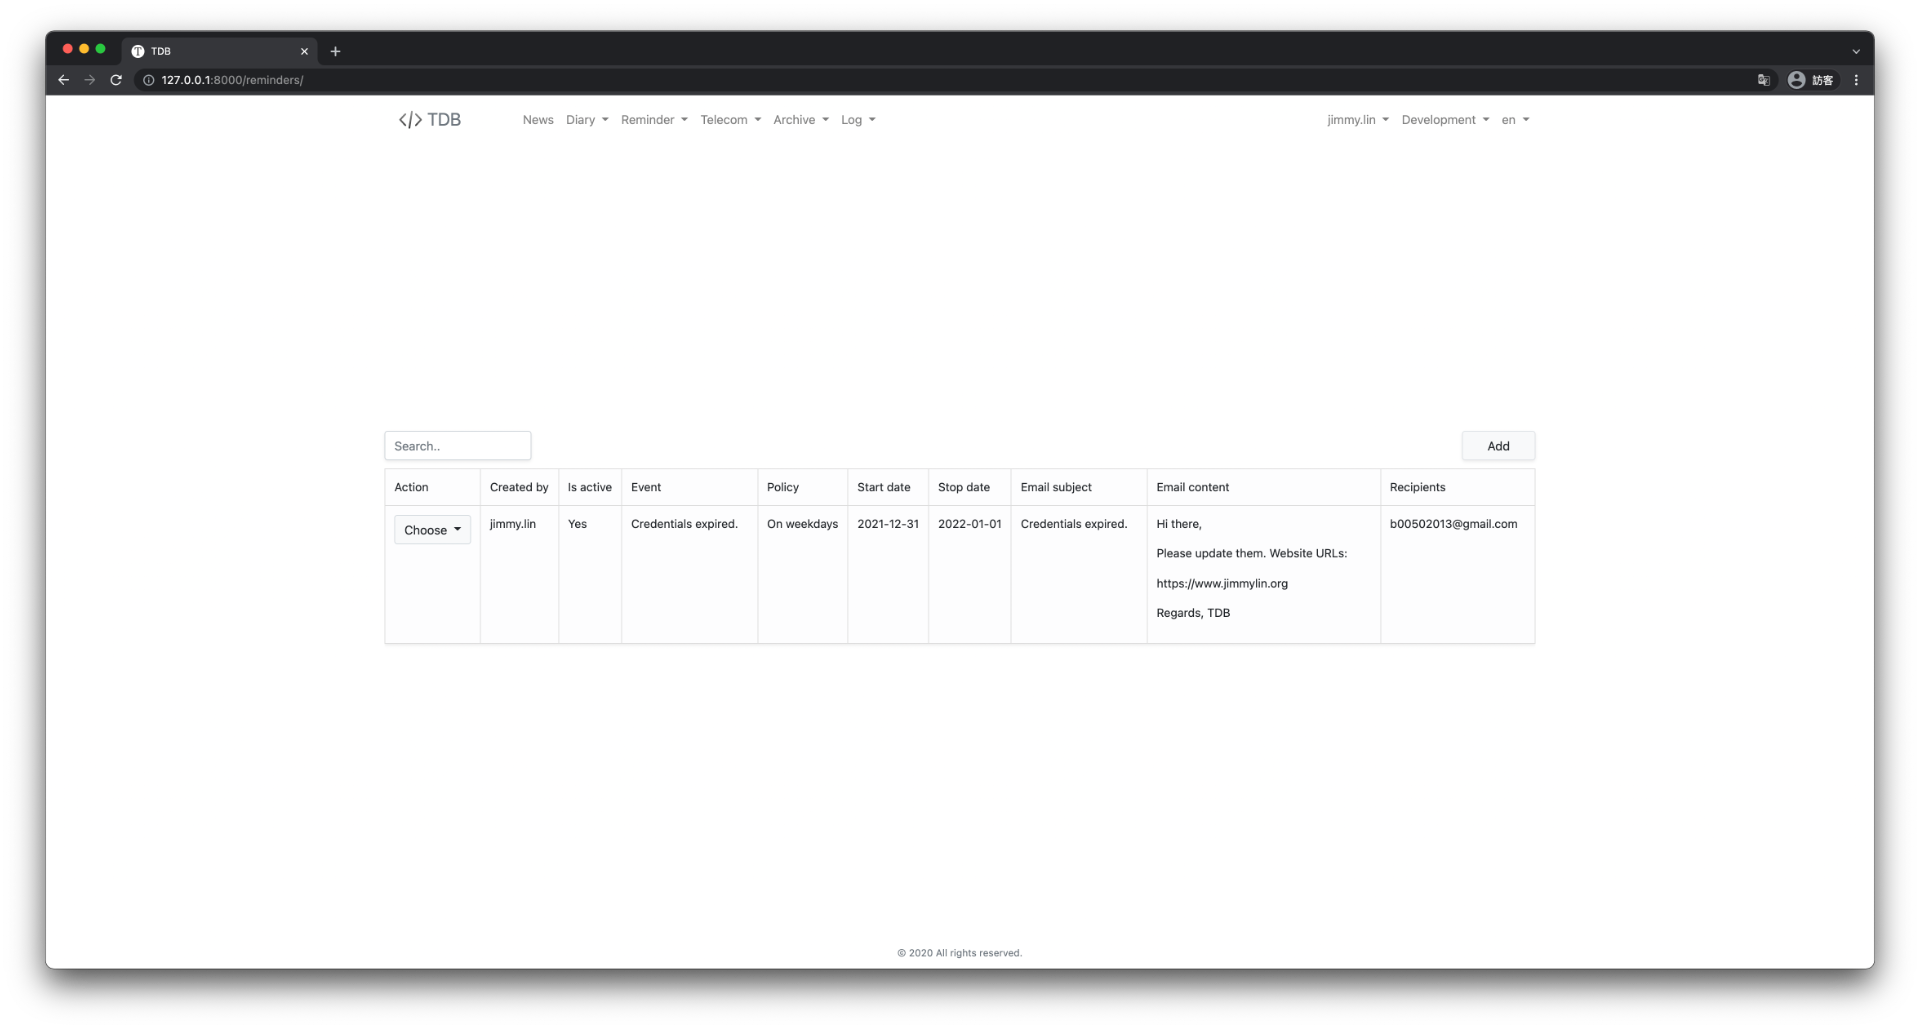 TDB
127.0.0.1:8000/reminders/
訪客
</> TDB
News Diary Reminder Telecom Archive Log
jimmy.lin Development en
Search..
Add
Action Created by Is active Event Policy Start date Stop date Email subject Email content Recipients
Choose jimmy.lin Yes Credentials expired. On weekdays 2021-12-31 2022-01-01 Credentials expired. Hi there, b00502013@gmail.com
Please update them. Website URLs:
https://www.jimmylin.org
Regards, TDB
© 2020 All rights reserved.